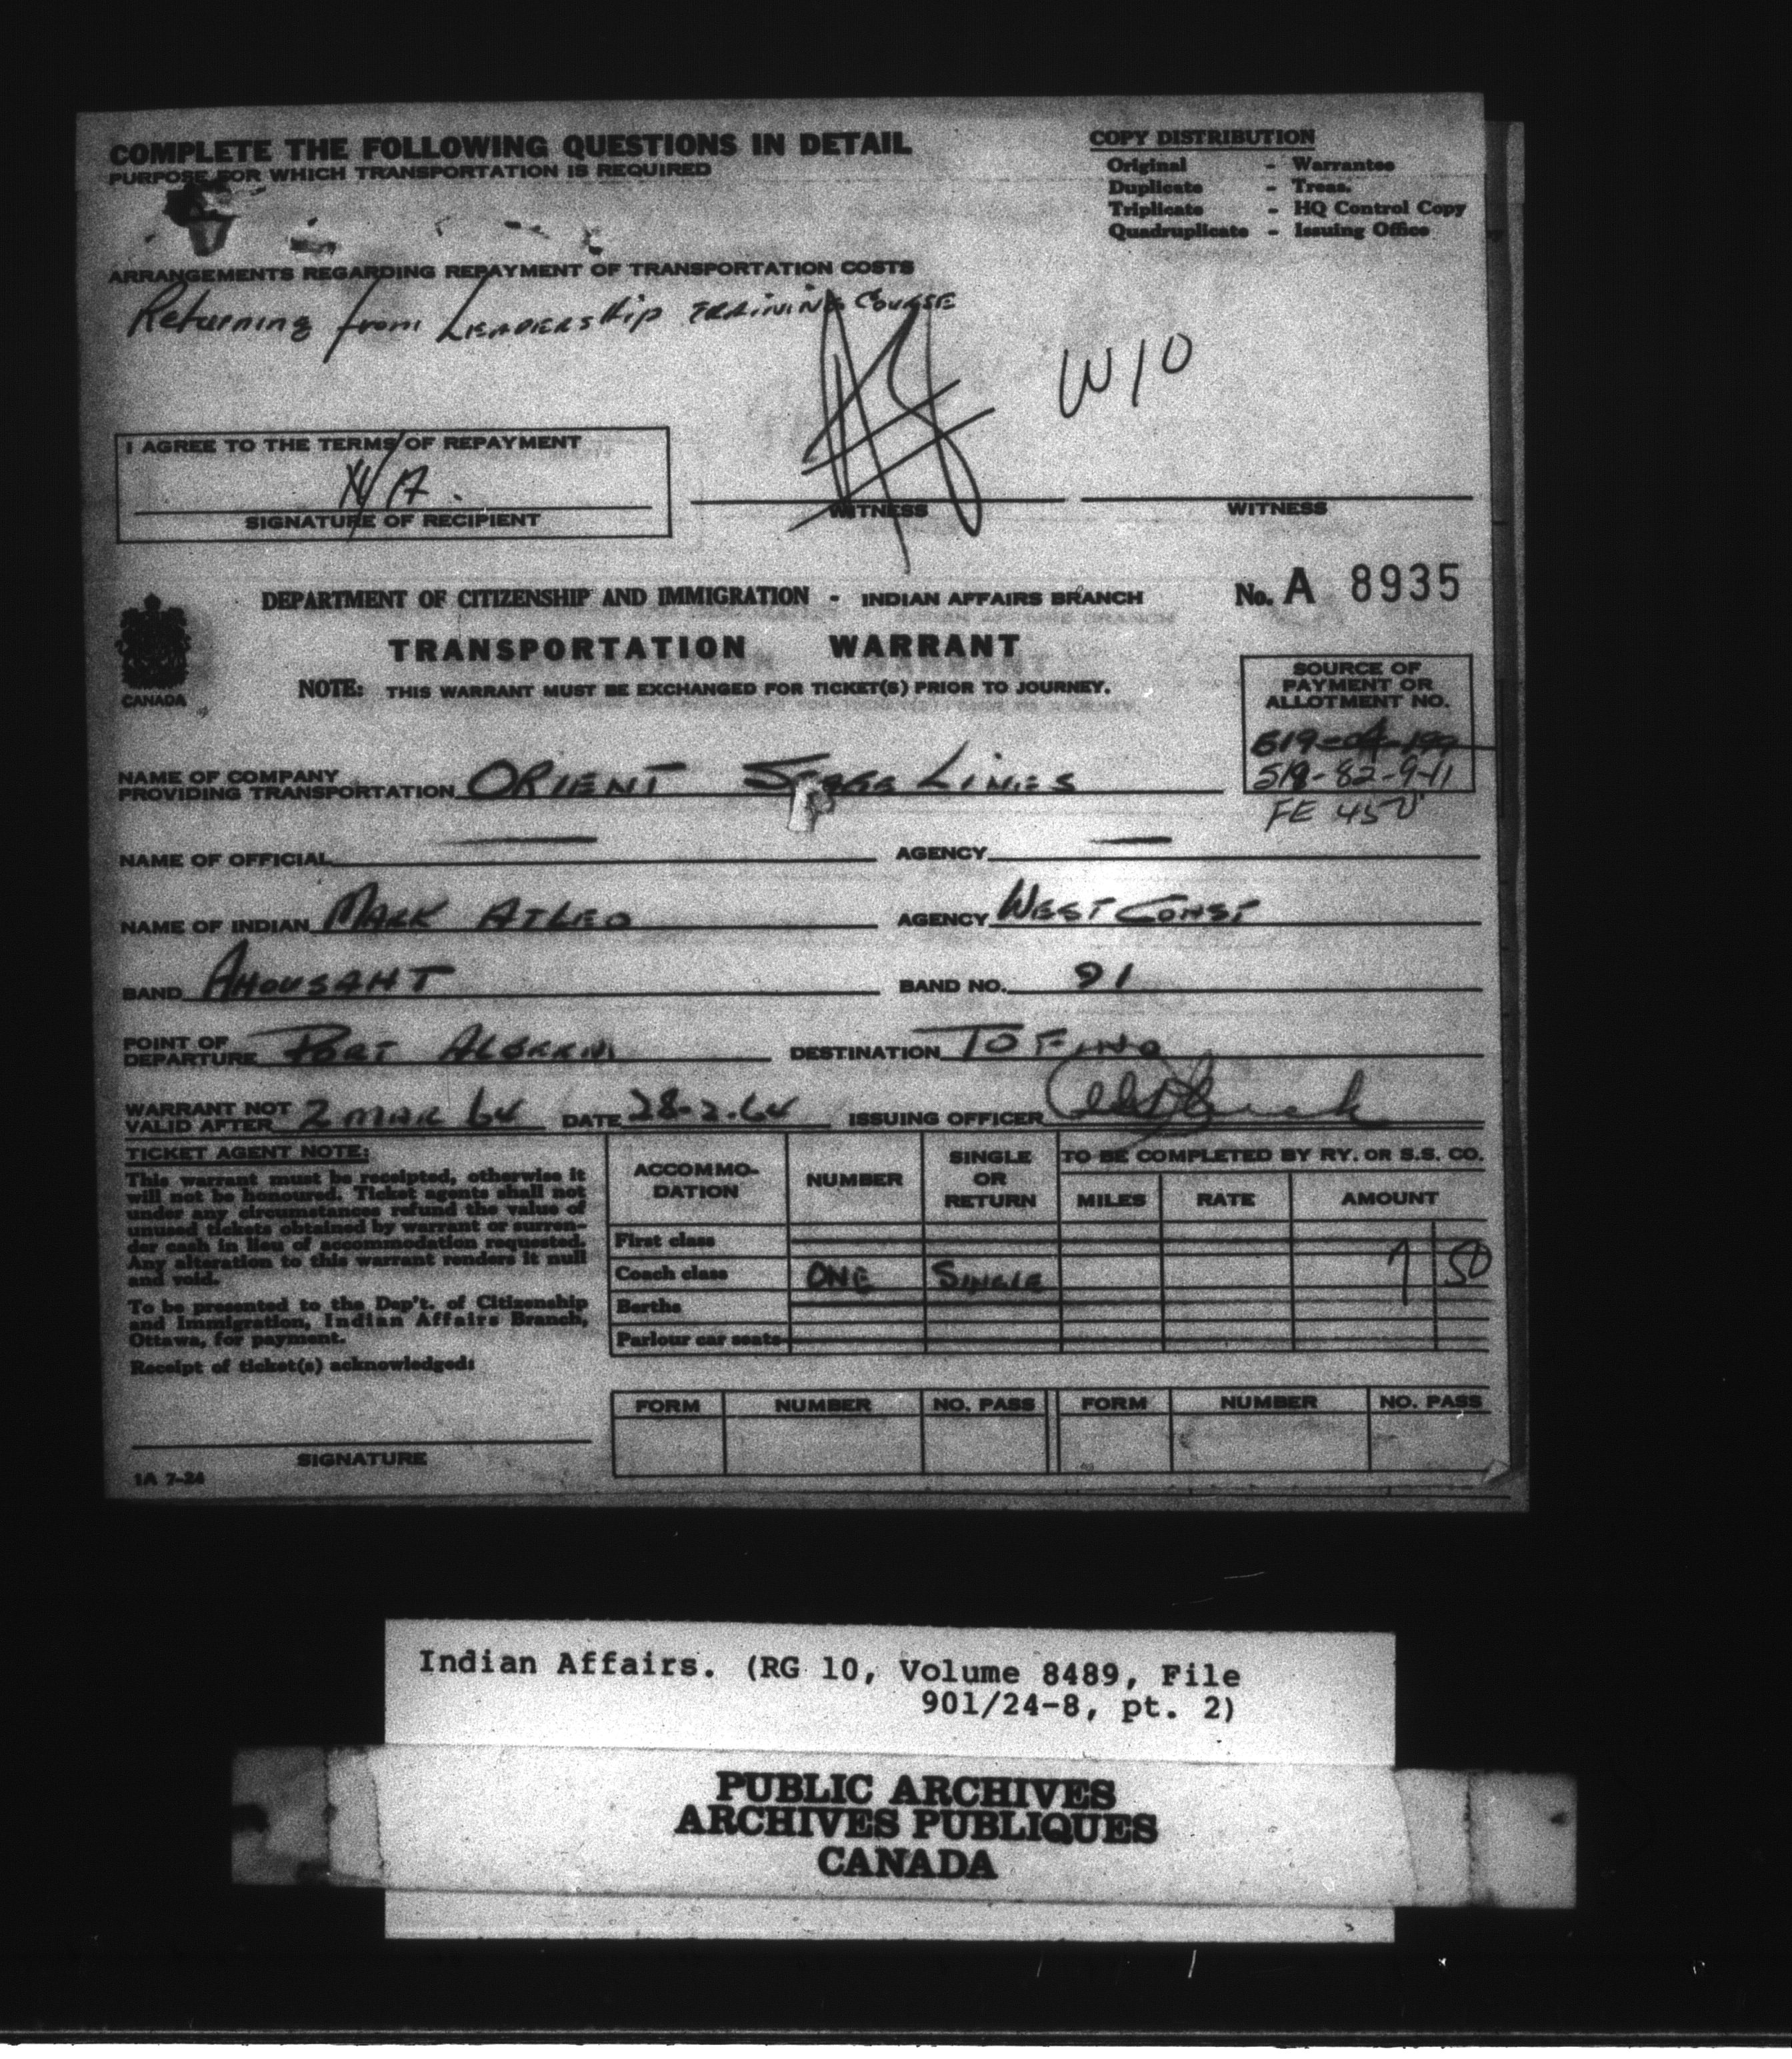 COMPLETE THE FOLLOWING QUESTIONS IN DETAIL
PURPOSE FOR WHICH TRANSPORTATION IS REQUIRED
COPY DISTRIBUTION
Original - Warrantee
Duplicate - Treas.
Triplicate - HQ Control Copy
Quadruplicate - Issuing Office
ARRANGEMENTS REGARDING REPAYMENT OF TRANSPORTATION COSTS
Returning from LEADERSHIP TRAINING COURSE
W10
I AGREE TO THE TERMS OF REPAYMENT
N/A.
SIGNATURE OF RECIPIENT
WITNESS
WITNESS
DEPARTMENT OF CITIZENSHIP AND IMMIGRATION - INDIAN AFFAIRS BRANCH
No. A 8935
TRANSPORTATION WARRANT
CANADA
NOTE: THIS WARRANT MUST BE EXCHANGED FOR TICKET(S) PRIOR TO JOURNEY.
SOURCE OF
PAYMENT OR
ALLOTMENT NO.
518-82-9-11
FE 450
NAME OF COMPANY
PROVIDING TRANSPORTATION ORIENT STAGE LINES
NAME OF OFFICIAL — AGENCY —
NAME OF INDIAN MARK ATLEO AGENCY WEST COAST
BAND AHOUSAHT BAND NO. 91
POINT OF
DEPARTURE PORT ALBERNI DESTINATION TOFINO
WARRANT NOT
VALID AFTER 2 MAR 64 DATE 28-2-64 ISSUING OFFICER
TICKET AGENT NOTE:
This warrant must be receipted, otherwise it
will not be honoured. Ticket agents shall not
under any circumstances refund the value of
unused tickets obtained by warrant or surren-
der cash in lieu of accommodation requested.
Any alteration to this warrant renders it null
and void.
To be presented to the Dep't. of Citizenship
and Immigration, Indian Affairs Branch,
Ottawa, for payment.
Receipt of ticket(s) acknowledged:
SIGNATURE
1A 7-24
ACCOMMO-
DATION
NUMBER
SINGLE
OR
RETURN
TO BE COMPLETED BY RY. OR S.S. CO.
MILES RATE AMOUNT
First class
Coach class ONE SINGLE 7 50
Berths
Parlour car seats
FORM NUMBER NO. PASS FORM NUMBER NO. PASS
Indian Affairs. (RG 10, Volume 8489, File
901/24-8, pt. 2)
PUBLIC ARCHIVES
ARCHIVES PUBLIQUES
CANADA